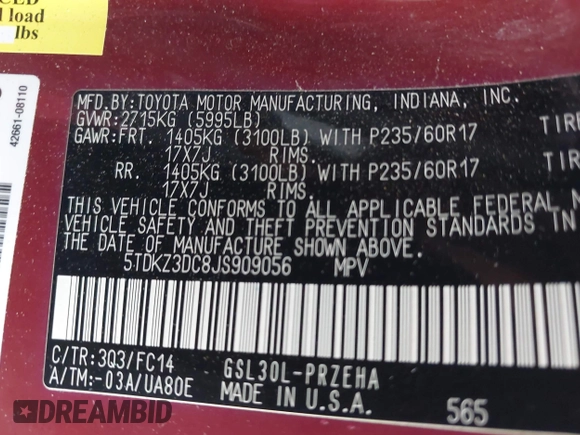 load
lbs
42661-08110
MFD.BY:TOYOTA MOTOR MANUFACTURING, INDIANA, INC.
GVWR:2715KG (5995LB)
GAWR:FRT. 1405KG (3100LB) WITH P235/60R17
17X7J RIMS.
RR. 1405KG (3100LB) WITH P235/60R17
17X7J RIMS.
THIS VEHICLE CONFORMS TO ALL APPLICABLE FEDERAL
VEHICLE SAFETY AND THEFT PREVENTION STANDARDS IN
THE DATE OF MANUFACTURE SHOWN ABOVE.
5TDKZ3DC8JS909056 MPV
C/TR:3Q3/FC14 GSL30L-PRZEHA
A/TM:-03A/UA80E MADE IN U.S.A. 565
DREAMBID